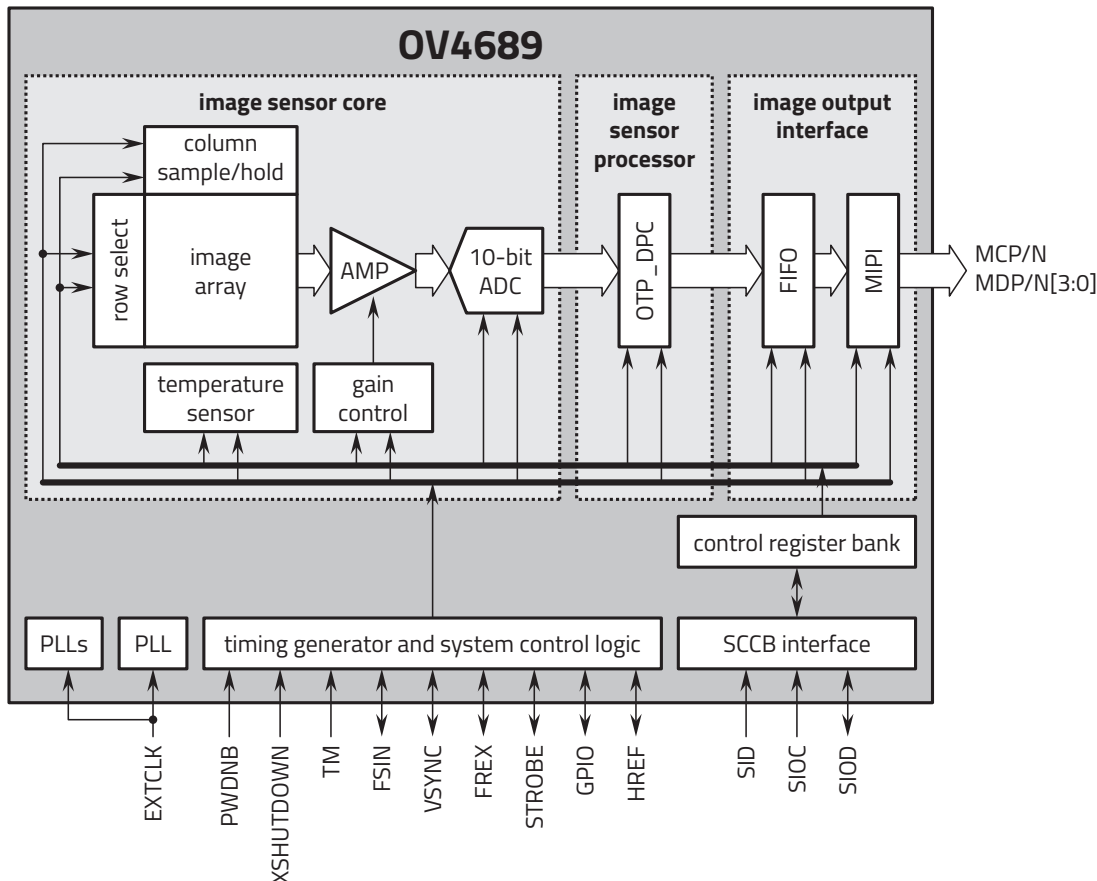 OV4689
image sensor core
image
sensor
processor
image output
interface
column
sample/hold
row select
image
array
AMP
10-bit
ADC
OTP_DPC
FIFO
MIPI
MCP/N
MDP/N[3:0]
temperature
sensor
gain
control
control register bank
PLLs
PLL
timing generator and system control logic
SCCB interface
EXTCLK
PWDNB
XSHUTDOWN
TM
FSIN
VSYNC
FREX
STROBE
GPIO
HREF
SID
SIOC
SIOD